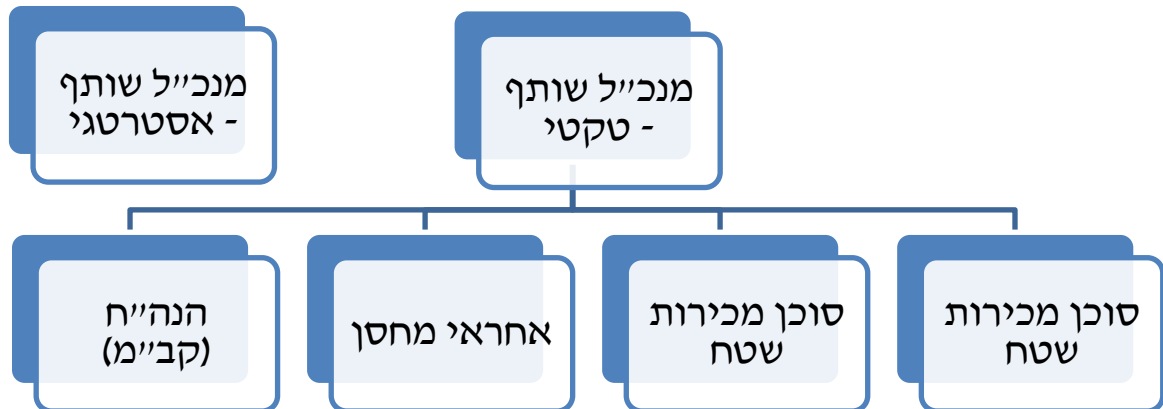 מנכ״ל שותף
- טקטי
מנכ״ל שותף
- אסטרטגי
סוכן מכירות
שטח
סוכן מכירות
שטח
אחראי מחסן
הנה״ח
(קב״מ)